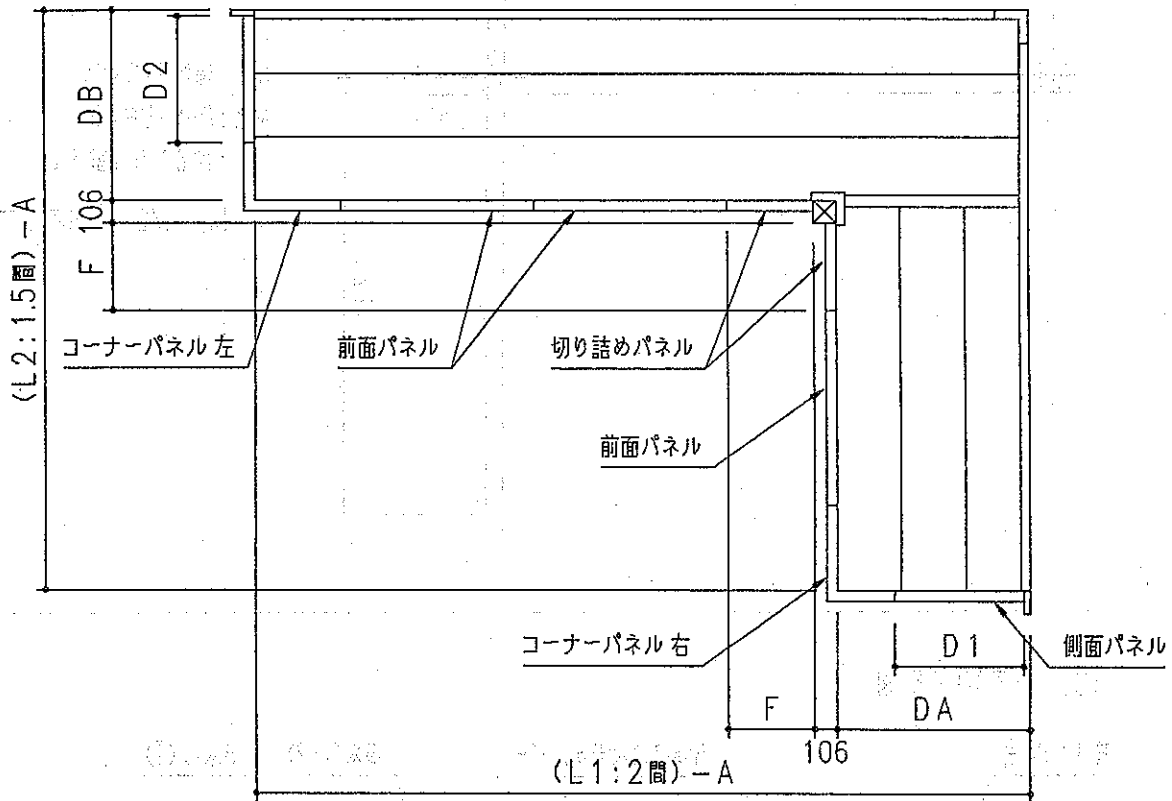 D2
DB
106
F
(L2:1.5間)-A
コーナーパネル 左
前面パネル
切り詰めパネル
前面パネル
コーナーパネル 右
D1
側面パネル
F
106
DA
(L1:2間)-A